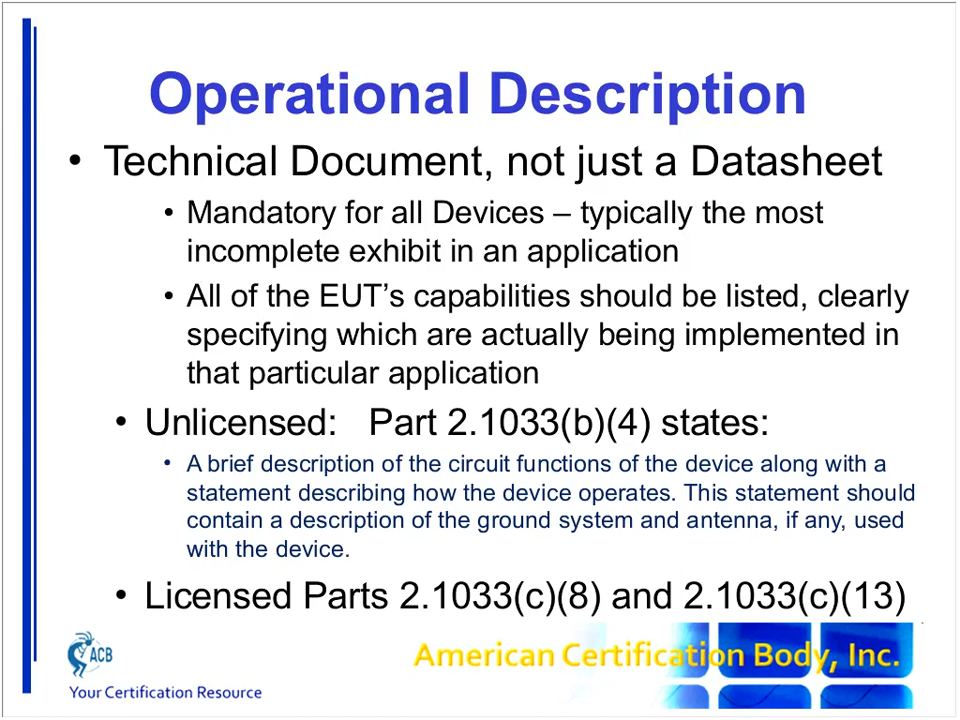 Operational Description
• Technical Document, not just a Datasheet
• Mandatory for all Devices – typically the most
incomplete exhibit in an application
• All of the EUT’s capabilities should be listed, clearly
specifying which are actually being implemented in
that particular application
• Unlicensed: Part 2.1033(b)(4) states:
• A brief description of the circuit functions of the device along with a
statement describing how the device operates. This statement should
contain a description of the ground system and antenna, if any, used
with the device.
• Licensed Parts 2.1033(c)(8) and 2.1033(c)(13)
ACB
American Certification Body, Inc.
Your Certification Resource